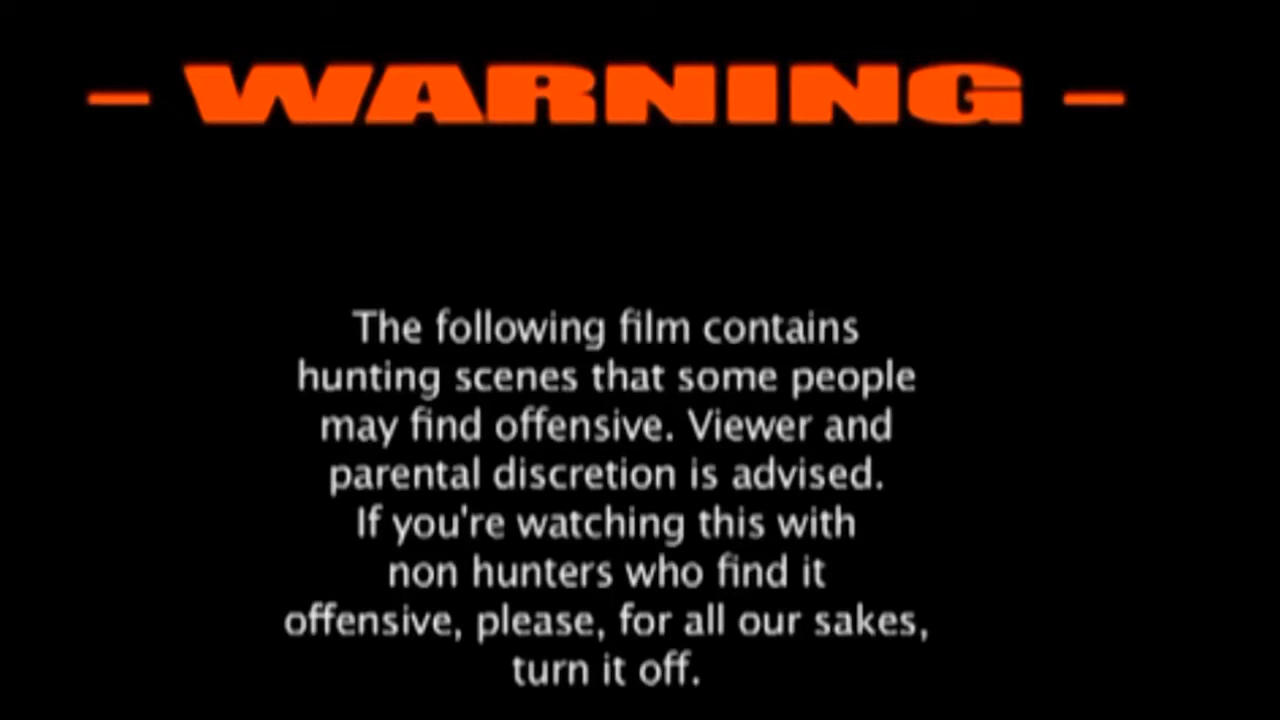 – WARNING –
The following film contains
hunting scenes that some people
may find offensive. Viewer and
parental discretion is advised.
If you're watching this with
non hunters who find it
offensive, please, for all our sakes,
turn it off.